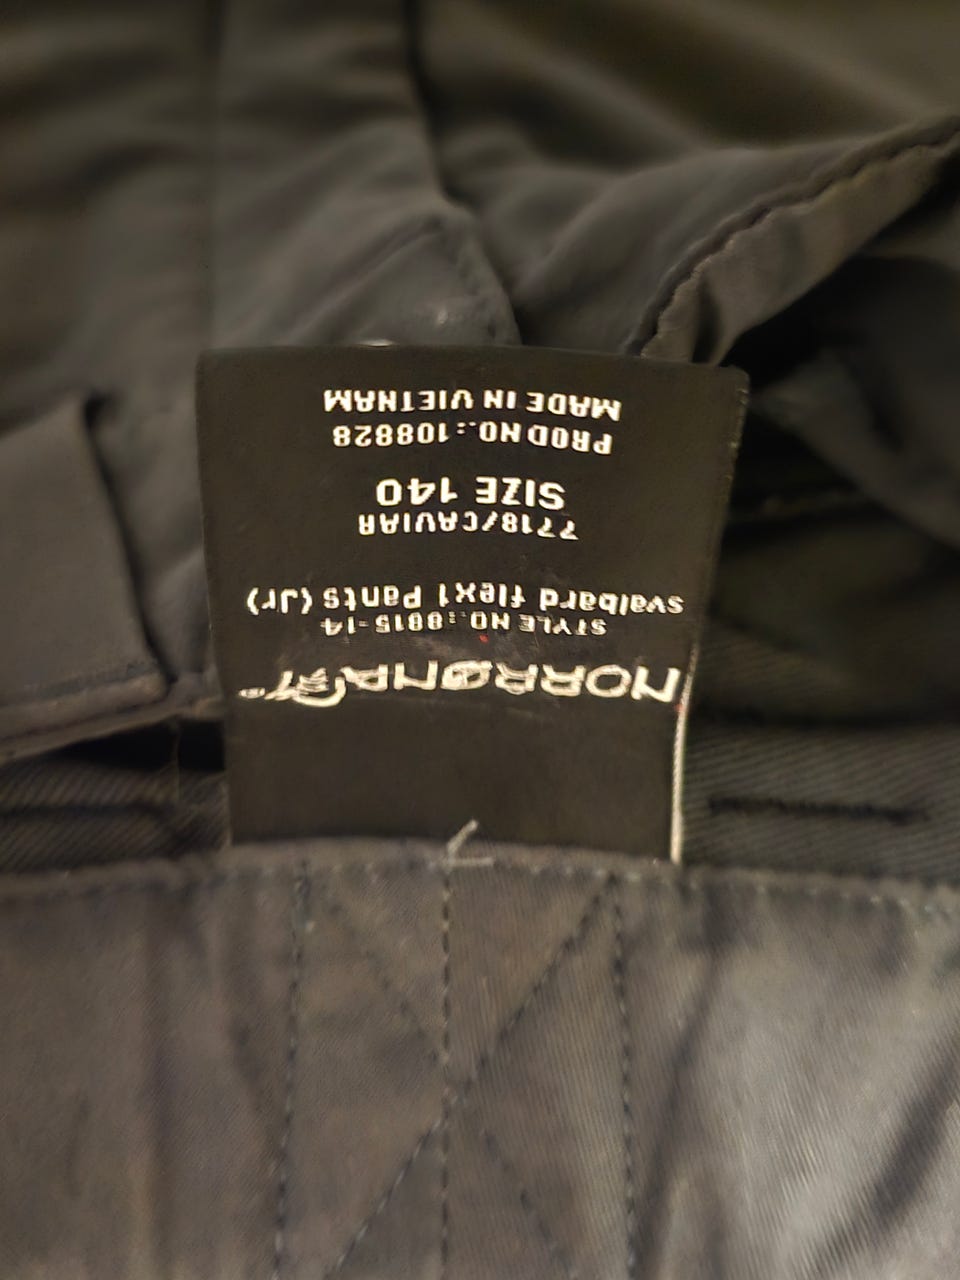 NORRØNA
STYLE NO.: 8815-14
svalbard flex1 Pants (Jr)
7718/CAVIAR
SIZE 140
PROD NO.: 108828
MADE IN VIETNAM